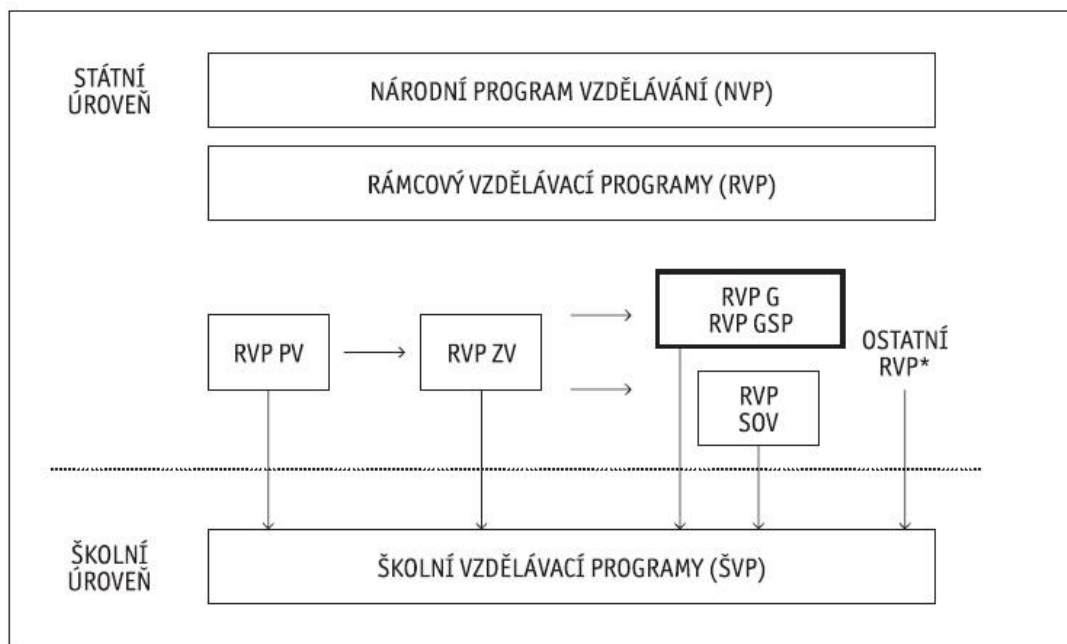 STÁTNÍ
ÚROVEŇ
NÁRODNÍ PROGRAM VZDĚLÁVÁNÍ (NVP)
RÁMCOVÝ VZDĚLÁVACÍ PROGRAMY (RVP)
RVP PV
RVP ZV
RVP G
RVP GSP
RVP
SOV
OSTATNÍ
RVP*
ŠKOLNÍ
ÚROVEŇ
ŠKOLNÍ VZDĚLÁVACÍ PROGRAMY (ŠVP)